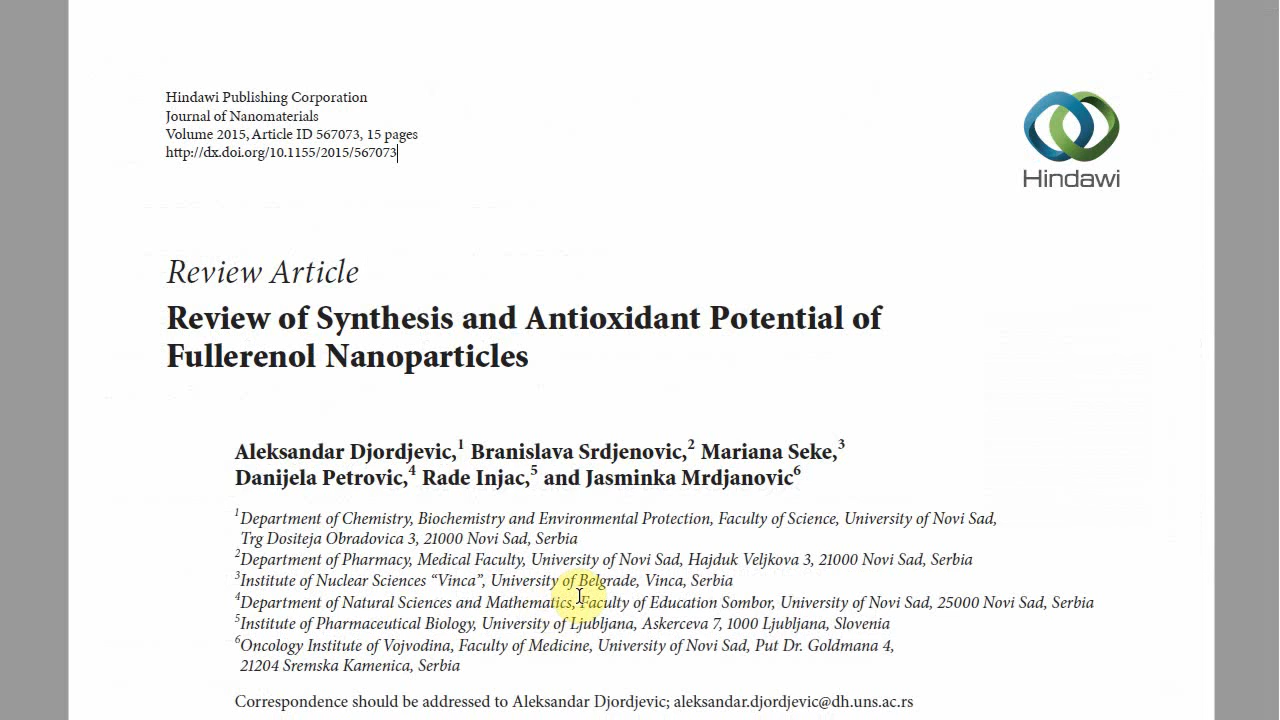 Hindawi Publishing Corporation
Journal of Nanomaterials
Volume 2015, Article ID 567073, 15 pages
http://dx.doi.org/10.1155/2015/567073
Hindawi
Review Article
Review of Synthesis and Antioxidant Potential of
Fullerenol Nanoparticles
Aleksandar Djordjevic,1 Branislava Srdjenovic,2 Mariana Seke,3
Danijela Petrovic,4 Rade Injac,5 and Jasminka Mrdjanovic6
1Department of Chemistry, Biochemistry and Environmental Protection, Faculty of Science, University of Novi Sad,
Trg Dositeja Obradovica 3, 21000 Novi Sad, Serbia
2Department of Pharmacy, Medical Faculty, University of Novi Sad, Hajduk Veljkova 3, 21000 Novi Sad, Serbia
3Institute of Nuclear Sciences “Vinca”, University of Belgrade, Vinca, Serbia
4Department of Natural Sciences and Mathematics, Faculty of Education Sombor, University of Novi Sad, 25000 Novi Sad, Serbia
5Institute of Pharmaceutical Biology, University of Ljubljana, Askerceva 7, 1000 Ljubljana, Slovenia
6Oncology Institute of Vojvodina, Faculty of Medicine, University of Novi Sad, Put Dr. Goldmana 4,
21204 Sremska Kamenica, Serbia
Correspondence should be addressed to Aleksandar Djordjevic; aleksandar.djordjevic@dh.uns.ac.rs